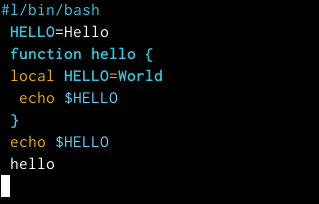 #l/bin/bash
HELLO=Hello
function hello {
local HELLO=World
echo $HELLO
}
echo $HELLO
hello